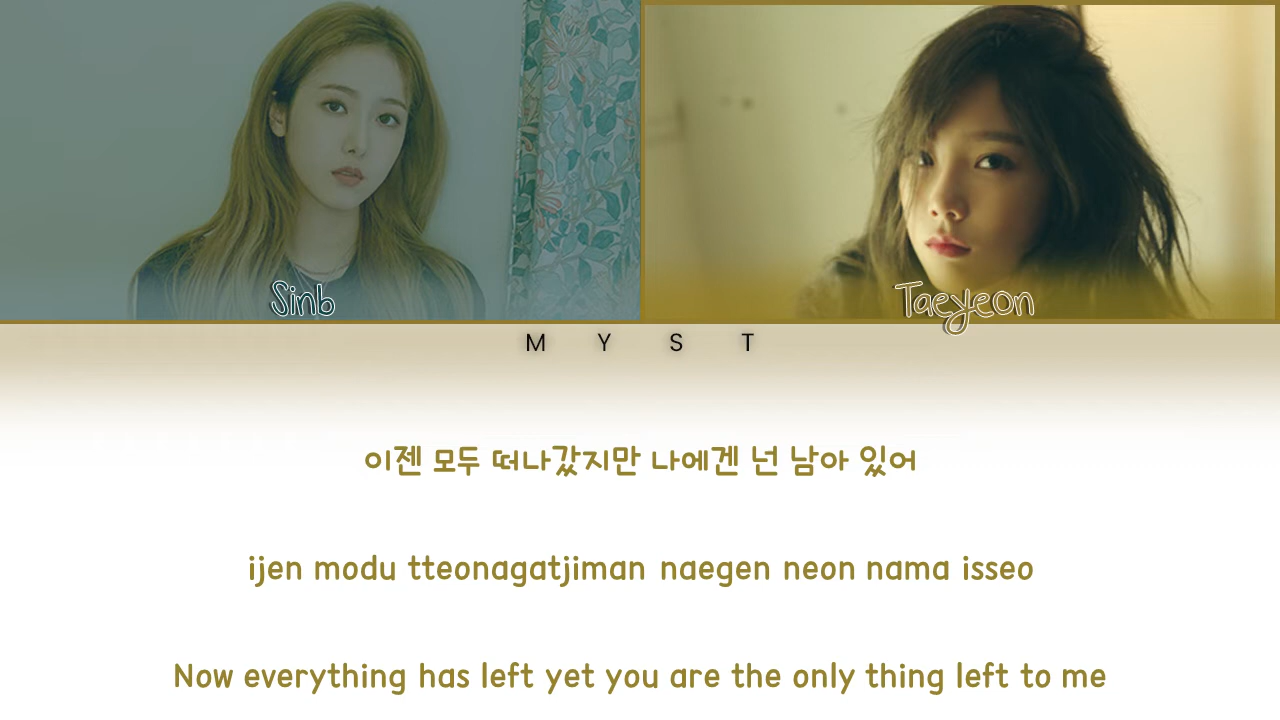 Sinb
Taeyeon
M Y S T
이젠 모두 떠나갔지만 나에겐 넌 남아 있어
ijen modu tteonagatjiman naegen neon nama isseo
Now everything has left yet you are the only thing left to me